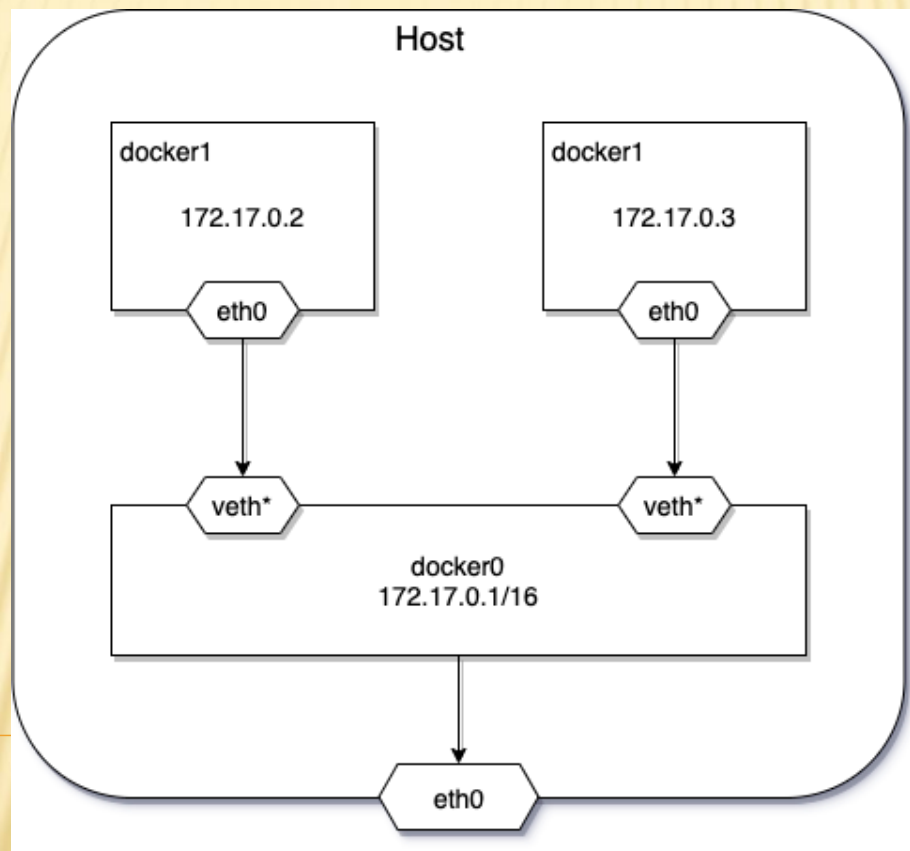 Host
docker1
172.17.0.2
eth0
docker1
172.17.0.3
eth0
veth*
veth*
docker0
172.17.0.1/16
eth0